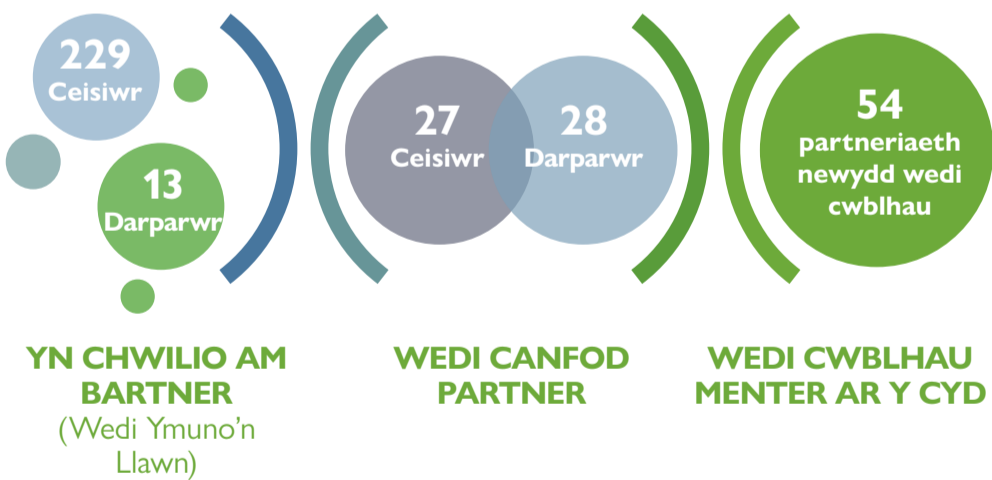 229
Ceisiwr
13
Darparwr
27
Ceisiwr
28
Darparwr
54
partneriaeth
newydd wedi
cwblhau
YN CHWILIO AM
BARTNER
(Wedi Ymuno’n
Llawn)
WEDI CANFOD
PARTNER
WEDI CWBLHAU
MENTER AR Y CYD